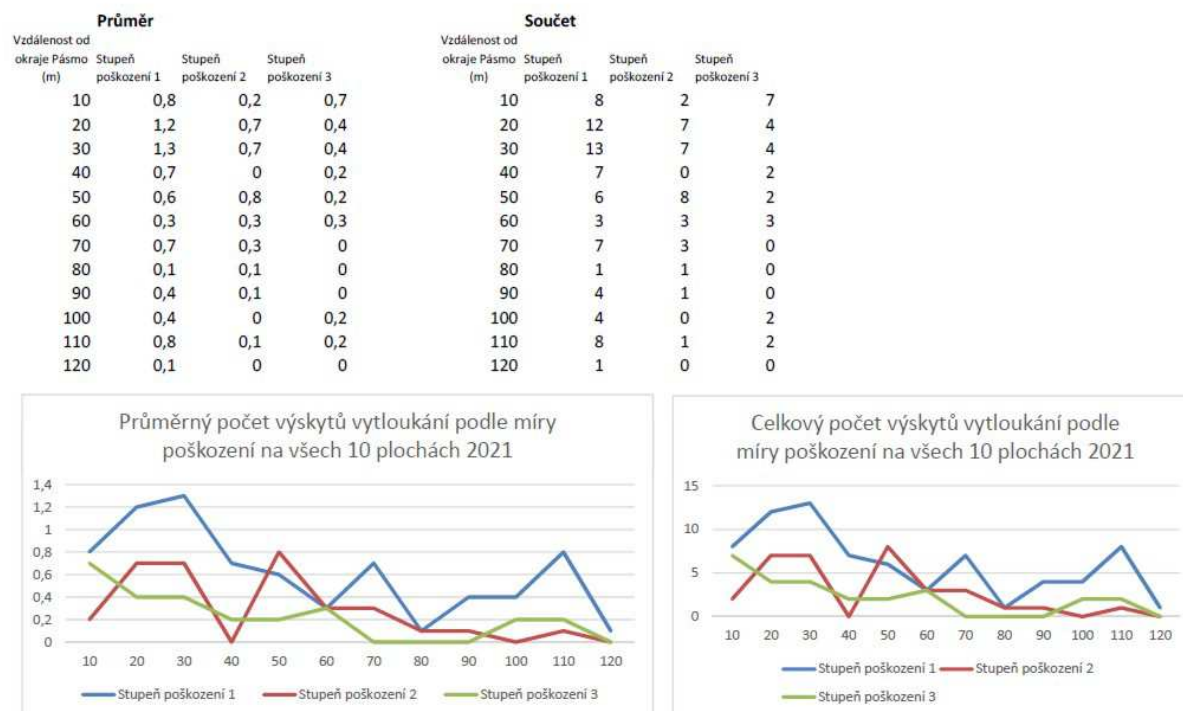 Průměr
Vzdálenost od
okraje Pásmo Stupeň Stupeň Stupeň
(m) poškození 1 poškození 2 poškození 3
10 0,8 0,2 0,7
20 1,2 0,7 0,4
30 1,3 0,7 0,4
40 0,7 0 0,2
50 0,6 0,8 0,2
60 0,3 0,3 0,3
70 0,7 0,3 0
80 0,1 0,1 0
90 0,4 0,1 0
100 0,4 0 0,2
110 0,8 0,1 0,2
120 0,1 0 0
Součet
Vzdálenost od
okraje Pásmo Stupeň Stupeň Stupeň
(m) poškození 1 poškození 2 poškození 3
10 8 2 7
20 12 7 4
30 13 7 4
40 7 0 2
50 6 8 2
60 3 3 3
70 7 3 0
80 1 1 0
90 4 1 0
100 4 0 2
110 8 1 2
120 1 0 0
Průměrný počet výskytů vytloukání podle míry
poškození na všech 10 plochách 2021
1,4
1,2
1
0,8
0,6
0,4
0,2
0
10 20 30 40 50 60 70 80 90 100 110 120
Stupeň poškození 1 Stupeň poškození 2 Stupeň poškození 3
Celkový počet výskytů vytloukání podle
míry poškození na všech 10 plochách 2021
15
10
5
0
10 20 30 40 50 60 70 80 90 100 110 120
Stupeň poškození 1 Stupeň poškození 2
Stupeň poškození 3